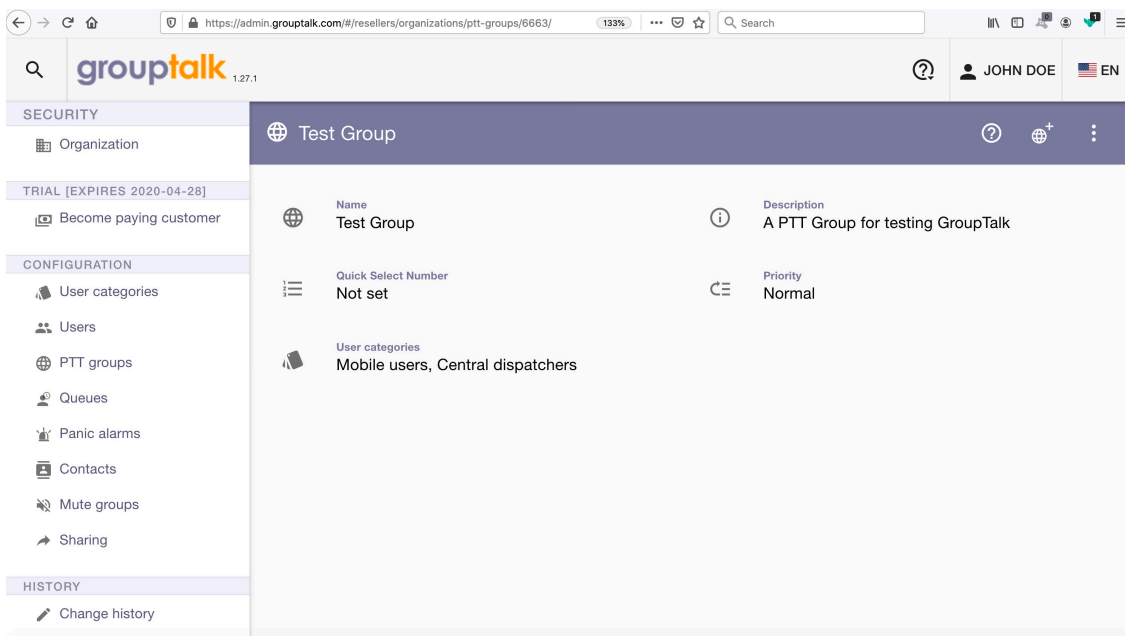 https://admin.grouptalk.com/#/resellers/organizations/ptt-groups/6663/
133%
Search
0
1
grouptalk 1.27.1
JOHN DOE
EN
SECURITY
Organization
TRIAL [EXPIRES 2020-04-28]
Become paying customer
CONFIGURATION
User categories
Users
PTT groups
Queues
Panic alarms
Contacts
Mute groups
Sharing
HISTORY
Change history
Test Group
Name
Test Group
Description
A PTT Group for testing GroupTalk
Quick Select Number
Not set
Priority
Normal
User categories
Mobile users, Central dispatchers